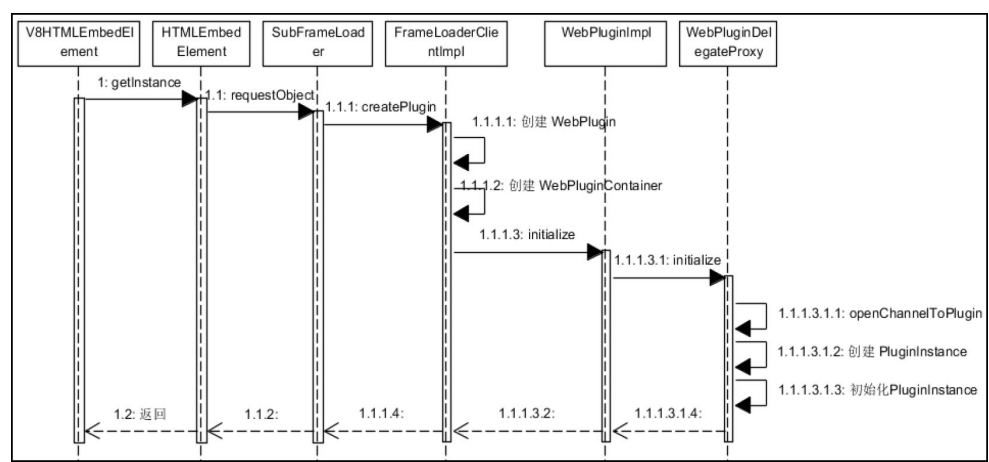 V8HTMLEmbedEl
ement
HTMLEmbed
Element
SubFrameLoad
er
FrameLoaderClie
ntImpl
WebPluginImpl
WebPluginDel
egateProxy
1: getInstance
1.1: requestObject
1.1.1: createPlugin
1.1.1.1: 创建 WebPlugin
1.1.1.2: 创建 WebPluginContainer
1.1.1.3: initialize
1.1.1.3.1: initialize
1.1.1.3.1.1: openChannelToPlugin
1.1.1.3.1.2: 创建 PluginInstance
1.1.1.3.1.3: 初始化PluginInstance
1.2: 返回
1.1.2:
1.1.1.4:
1.1.1.3.2:
1.1.1.3.1.4: